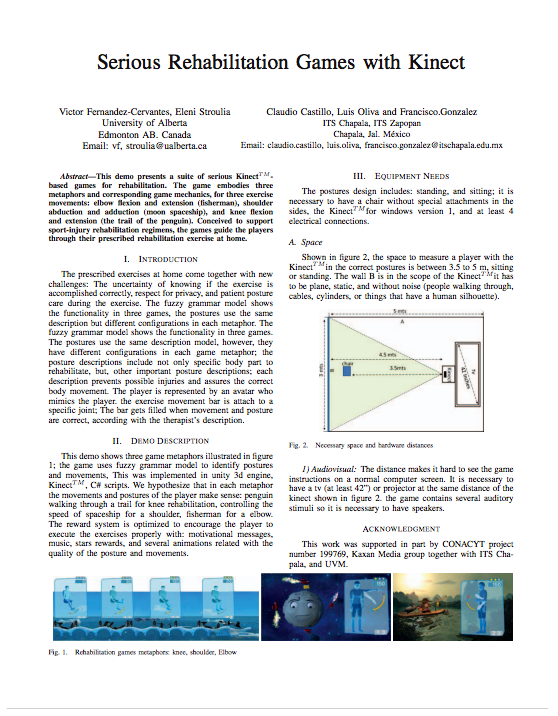 Serious Rehabilitation Games with Kinect
Victor Fernandez-Cervantes, Eleni Stroulia
University of Alberta
Edmonton AB. Canada
Email: vf, stroulia@ualberta.ca
Claudio Castillo, Luis Oliva and Francisco.Gonzalez
ITS Chapala, ITS Zapopan
Chapala, Jal. México
Email: claudio.castillo, luis.oliva, francisco.gonzalez@itschapala.edu.mx
Abstract—This demo presents a suite of serious Kinect^TM-
based games for rehabilitation. The game embodies three
metaphors and corresponding game mechanics, for three exercise
movements: elbow flexion and extension (fisherman), shoulder
abduction and adduction (moon spaceship), and knee flexion
and extension (the trail of the penguin). Conceived to support
sport-injury rehabilitation regimens, the games guide the players
through their prescribed rehabilitation exercise at home.
I. INTRODUCTION
The prescribed exercises at home come together with new
challenges: The uncertainty of knowing if the exercise is
accomplished correctly, respect for privacy, and patient posture
care during the exercise. The fuzzy grammar model shows
the functionality in three games, the postures use the same
description but different configurations in each metaphor. The
fuzzy grammar model shows the functionality in three games.
The postures use the same description model, however, they
have different configurations in each game metaphor; the
posture descriptions include not only specific body part to
rehabilitate, but, other important posture descriptions; each
description prevents possible injuries and assures the correct
body movement. The player is represented by an avatar who
mimics the player. the exercise movement bar is attach to a
specific joint; The bar gets filled when movement and posture
are correct, according with the therapist's description.
II. DEMO DESCRIPTION
This demo shows three game metaphors illustrated in figure
1; the game uses fuzzy grammar model to identify postures
and movements, This was implemented in unity 3d engine,
Kinect^TM, C# scripts. We hypothesize that in each metaphor
the movements and postures of the player make sense: penguin
walking through a trail for knee rehabilitation, controlling the
speed of spaceship for a shoulder, fisherman for a elbow.
The reward system is optimized to encourage the player to
execute the exercises properly with: motivational messages,
music, stars rewards, and several animations related with the
quality of the posture and movements.
III. EQUIPMENT NEEDS
The postures design includes: standing, and sitting; it is
necessary to have a chair without special attachments in the
sides, the Kinect^TM for windows version 1, and at least 4
electrical connections.
A. Space
Shown in figure 2, the space to measure a player with the
Kinect^TM in the correct postures is between 3.5 to 5 m, sitting
or standing. The wall B is in the scope of the Kinect^TM it has
to be plane, static, and without noise (people walking through,
cables, cylinders, or things that have a human silhouette).
5 mts
A
4.5 mts
chair
3.5mts
3 mts
B
Kinect
TV
42 inches
Fig. 2. Necessary space and hardware distances
1) Audiovisual: The distance makes it hard to see the game
instructions on a normal computer screen. It is necessary to
have a tv (at least 42") or projector at the same distance of the
kinect shown in figure 2. the game contains several auditory
stimuli so it is necessary to have speakers.
ACKNOWLEDGMENT
This work was supported in part by CONACYT project
number 199769, Kaxan Media group together with ITS Cha-
pala, and UVM.
Fig. 1. Rehabilitation games metaphors: knee, shoulder, Elbow